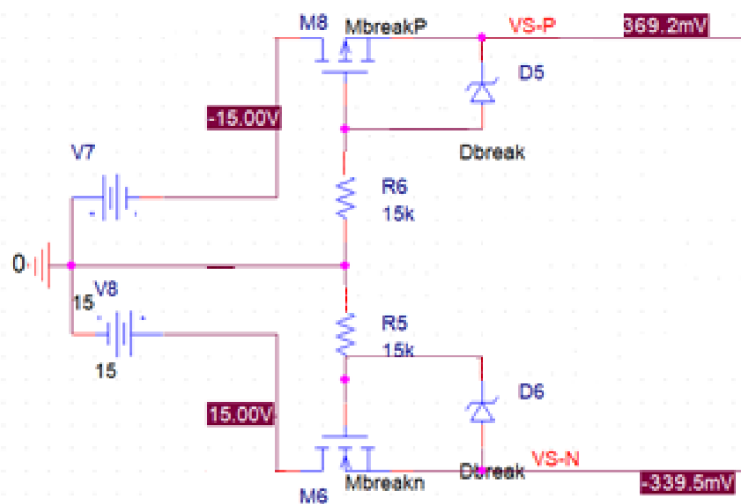 M8
MbreakP
VS-P
369.2mV
D5
-15.00V
Dbreak
V7
R6
15k
0
V8
15
R5
15k
15
D6
15.00V
VS-N
Dbreak
Mbreakn
-339.5mV
M6